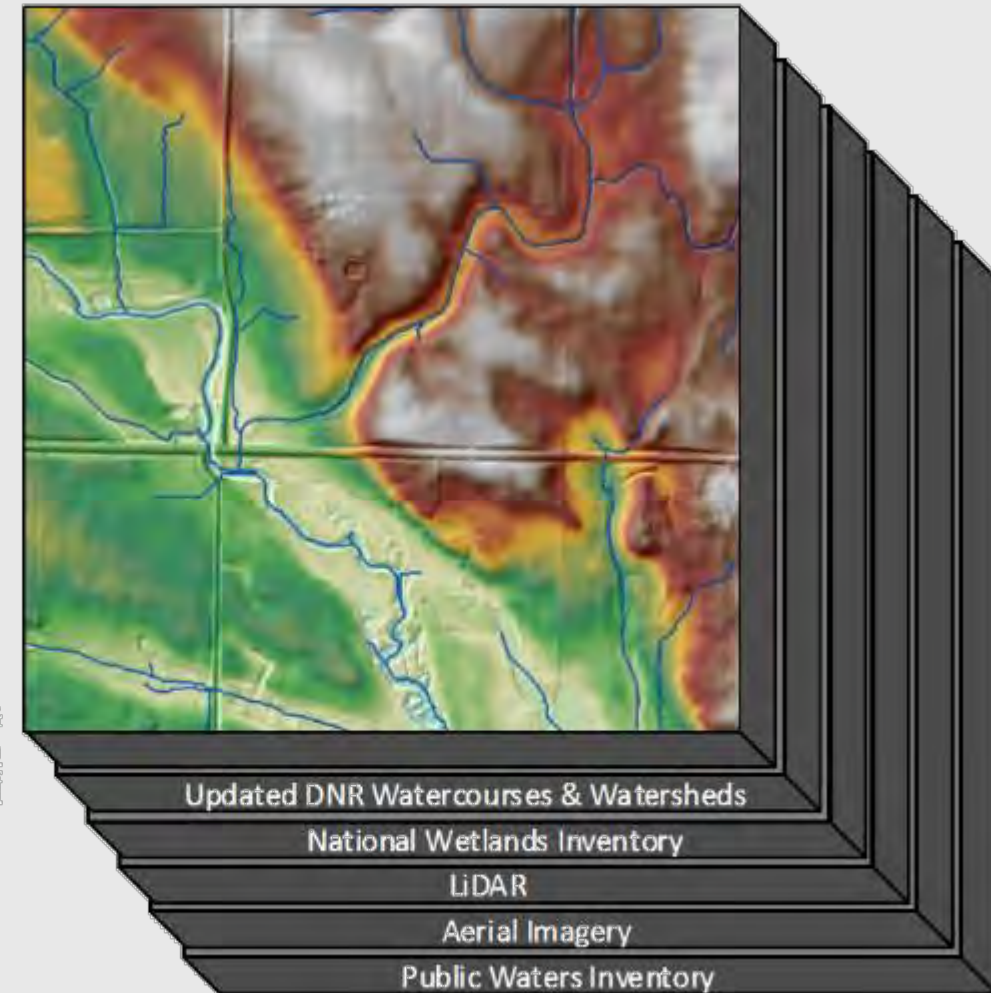 Updated DNR Watercourses & Watersheds
National Wetlands Inventory
LiDAR
Aerial Imagery
Public Waters Inventory